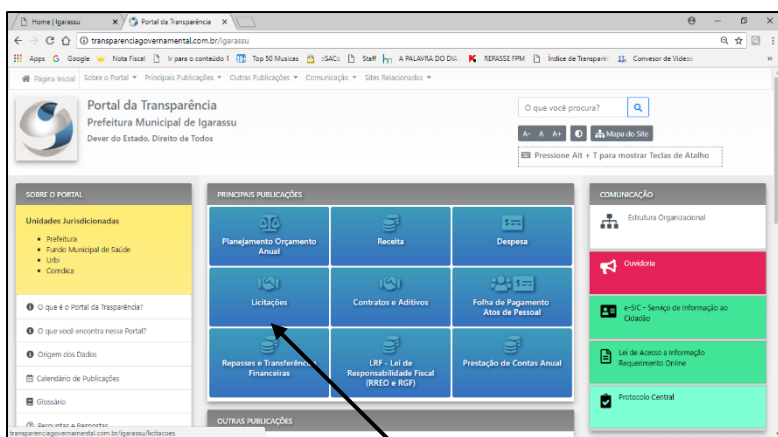 Home | Igarassu
Portal da Transparência
transparenciagovernamental.com.br/igarassu
Apps
Google
Nota Fiscal
Ir para o conteúdo 1
Top 50 Musicas
:SACs:
Staff
A PALAVRA DO DIA
REPASSE FPM
Índice de Transparên
Convesor de Videos
Página Inicial
Sobre o Portal
Principais Publicações
Outras Publicações
Comunicação
Sites Relacionados
Portal da Transparência
Prefeitura Municipal de Igarassu
Dever do Estado, Direito de Todos
O que você procura?
A- A A+
Mapa do Site
Pressione Alt + T para mostrar Teclas de Atalho
SOBRE O PORTAL
Unidades Jurisdicionadas
Prefeitura
Fundo Municipal de Saúde
Urbi
Comdica
O que é o Portal da Trasparência?
O que você encontra nesse Portal?
Origem dos Dados
Calendário de Publicações
Glossário
Perguntas e Respostas
transparenciagovernamental.com.br/igarassu/licitacoes
PRINCIPAIS PUBLICAÇÕES
Planejamento Orçamento
Anual
Receita
Despesa
Licitações
Contratos e Aditivos
Folha de Pagamento
Atos de Pessoal
Repasses e Transferências
Financeiras
LRF - Lei de
Responsabilidade Fiscal
(RREO e RGF)
Prestação de Contas Anual
OUTRAS PUBLICAÇÕES
COMUNICAÇÃO
Estrutura Organizacional
Ouvidoria
e-SIC - Serviço de Informação ao
Cidadão
Lei de Acesso a Informação
Requerimento Online
Protocolo Central